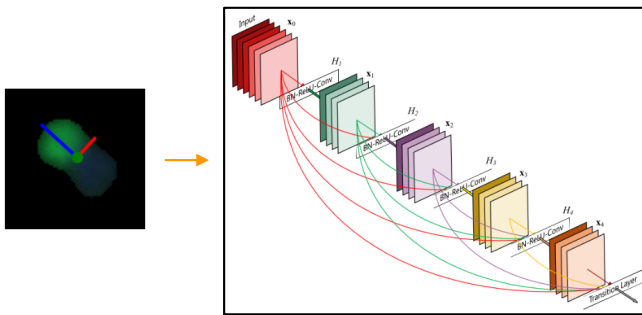 Input
x0
H1
BN-ReLU-Conv
x1
H2
BN-ReLU-Conv
x2
H3
BN-ReLU-Conv
x3
H4
BN-ReLU-Conv
x4
Transition Layer